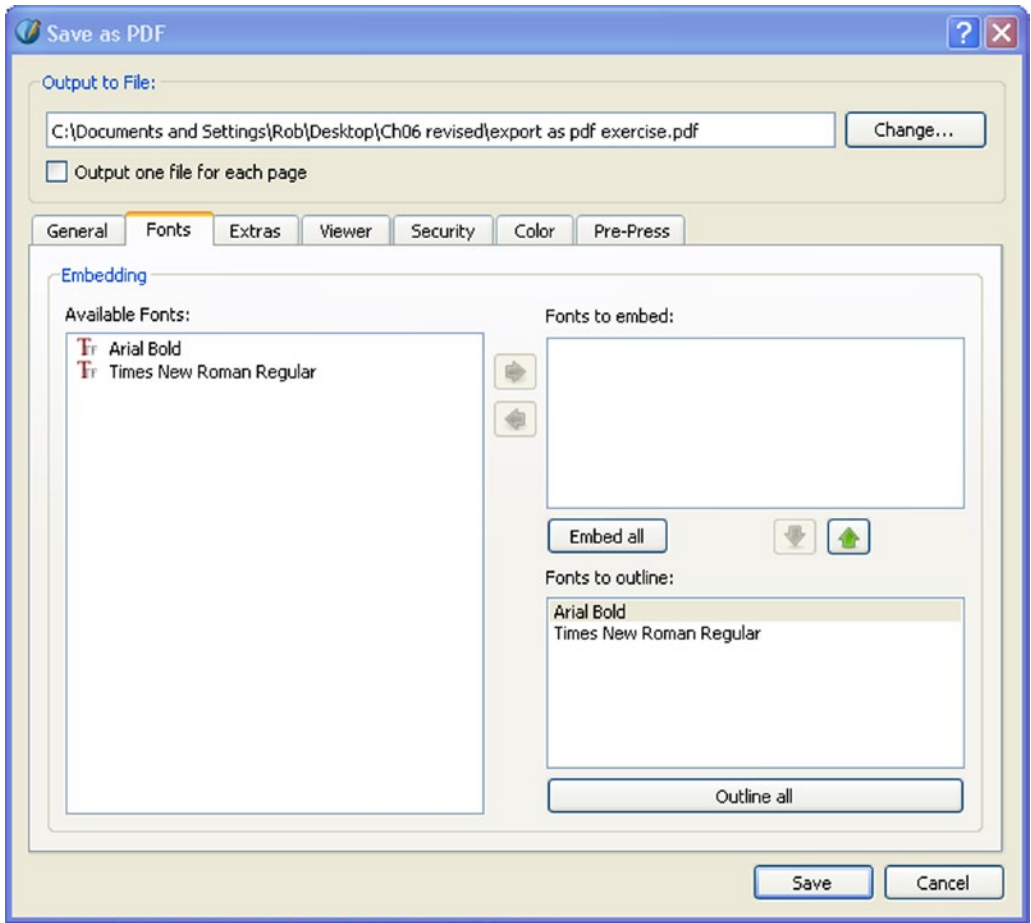 Save as PDF
Output to File:
C:\Documents and Settings\Rob\Desktop\Ch06 revised\export as pdf exercise.pdf
Change...
Output one file for each page
General Fonts Extras Viewer Security Color Pre-Press
Embedding
Available Fonts:
Arial Bold
Times New Roman Regular
Fonts to embed:
Embed all
Fonts to outline:
Arial Bold
Times New Roman Regular
Outline all
Save Cancel